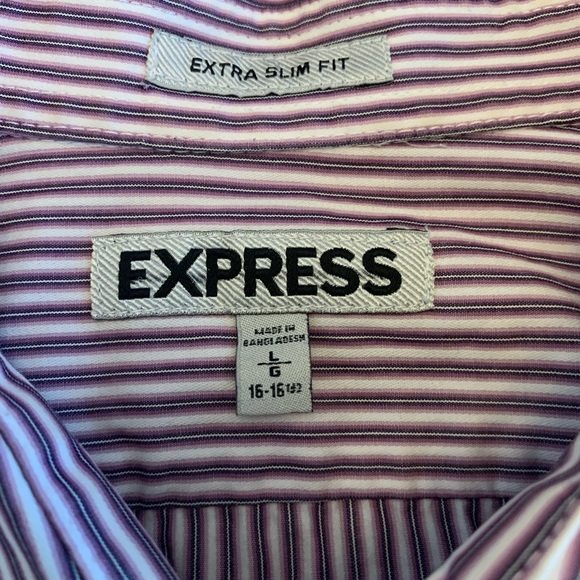 EXTRA SLIM FIT
EXPRESS
MADE IN
BANGLADESH
L
G
16-16 1/2